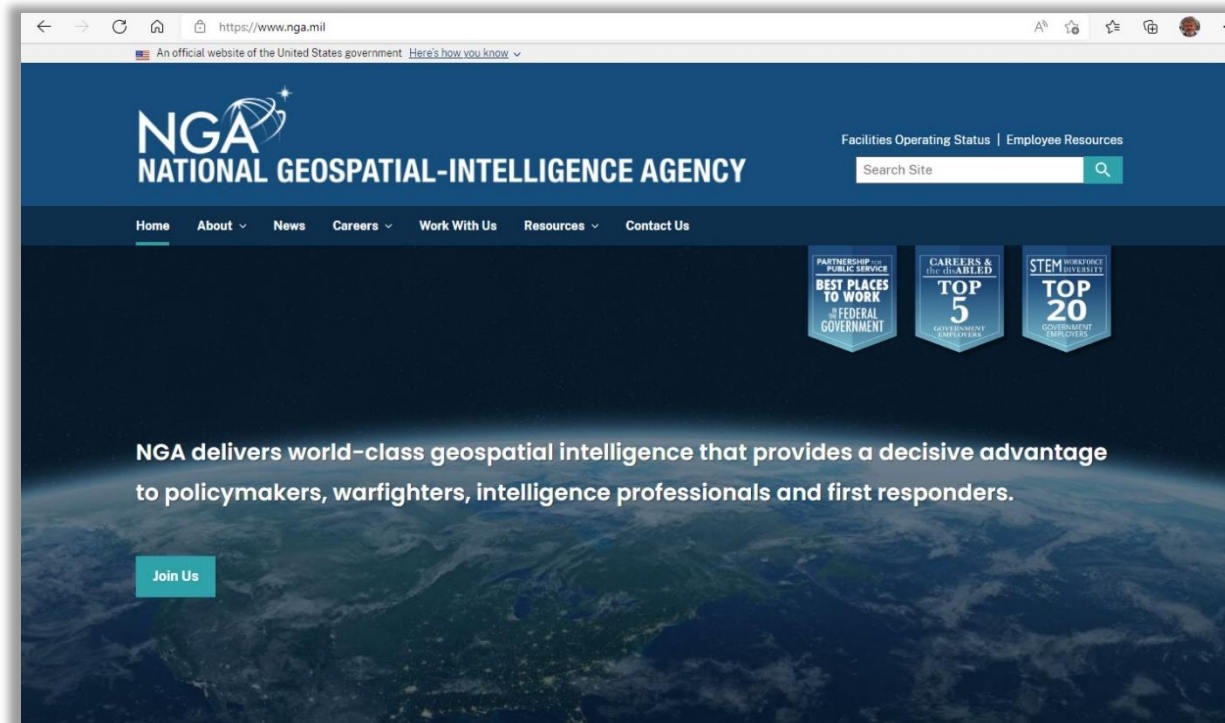 https://www.nga.mil
An official website of the United States government Here's how you know
NGA
NATIONAL GEOSPATIAL-INTELLIGENCE AGENCY
Facilities Operating Status | Employee Resources
Search Site
Home About News Careers Work With Us Resources Contact Us
PARTNERSHIP FOR
PUBLIC SERVICE
BEST PLACES
TO WORK
IN THE FEDERAL
GOVERNMENT
CAREERS &
the disABLED
TOP
5
GOVERNMENT
EMPLOYERS
STEM WORKFORCE
DIVERSITY
TOP
20
GOVERNMENT
EMPLOYERS
NGA delivers world-class geospatial intelligence that provides a decisive advantage
to policymakers, warfighters, intelligence professionals and first responders.
Join Us